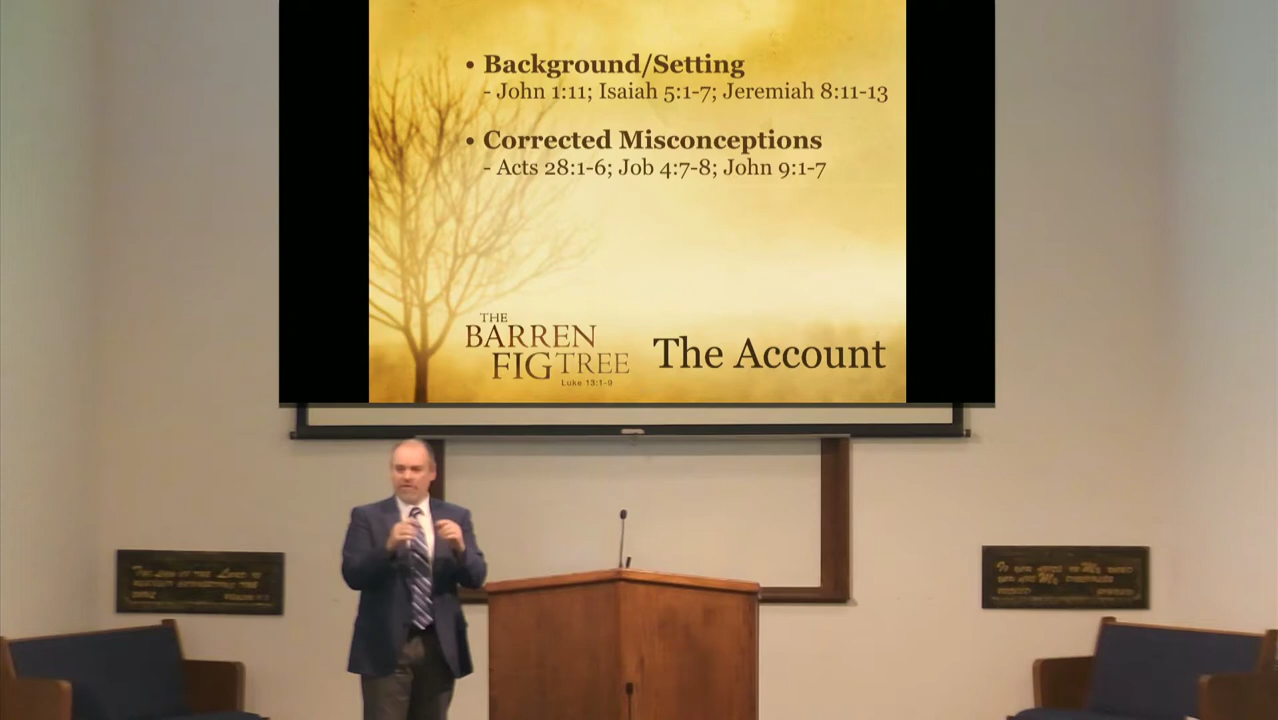 • Background/Setting
- John 1:11; Isaiah 5:1-7; Jeremiah 8:11-13
• Corrected Misconceptions
- Acts 28:1-6; Job 4:7-8; John 9:1-7
THE
BARREN
FIG TREE
Luke 13:1-9
The Account